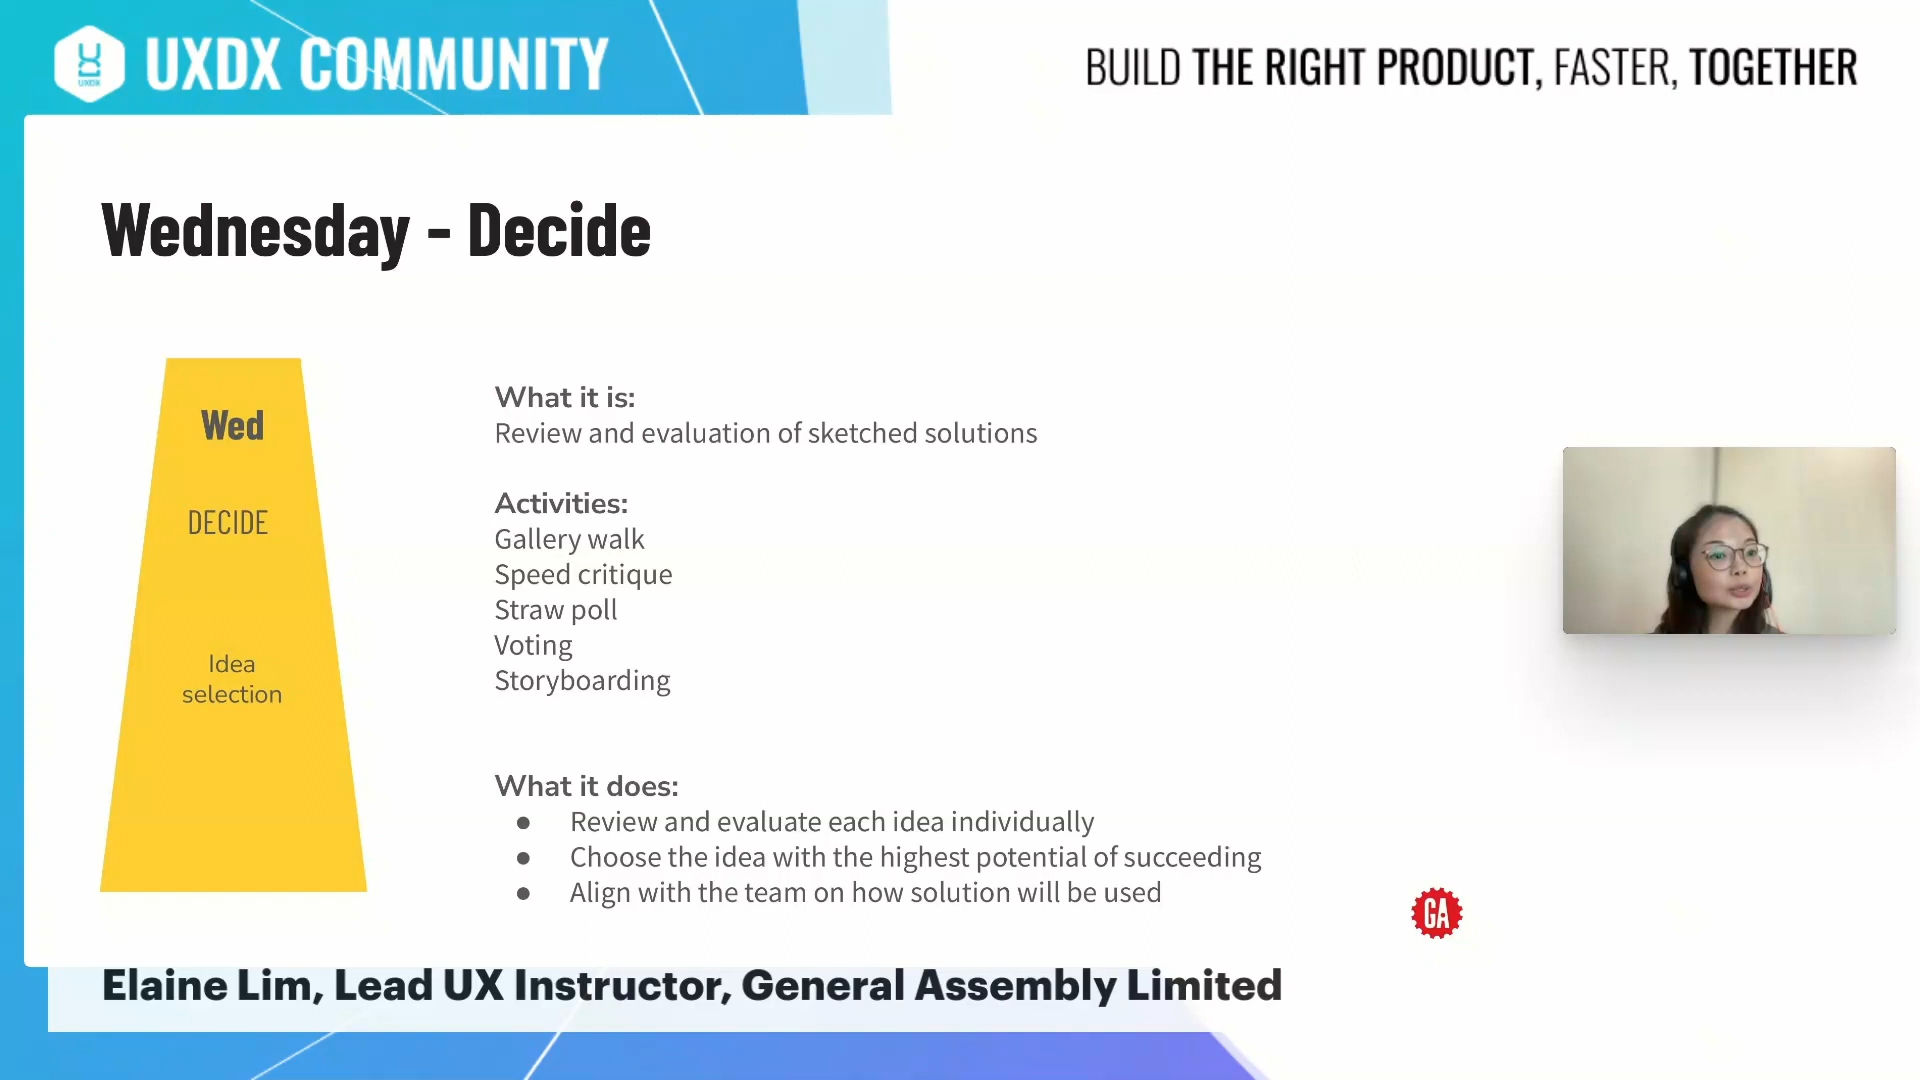 UXDX
UXDX COMMUNITY
BUILD THE RIGHT PRODUCT, FASTER, TOGETHER
Wednesday - Decide
Wed
DECIDE
Idea
selection
What it is:
Review and evaluation of sketched solutions
Activities:
Gallery walk
Speed critique
Straw poll
Voting
Storyboarding
What it does:
● Review and evaluate each idea individually
● Choose the idea with the highest potential of succeeding
● Align with the team on how solution will be used
GA
Elaine Lim, Lead UX Instructor, General Assembly Limited